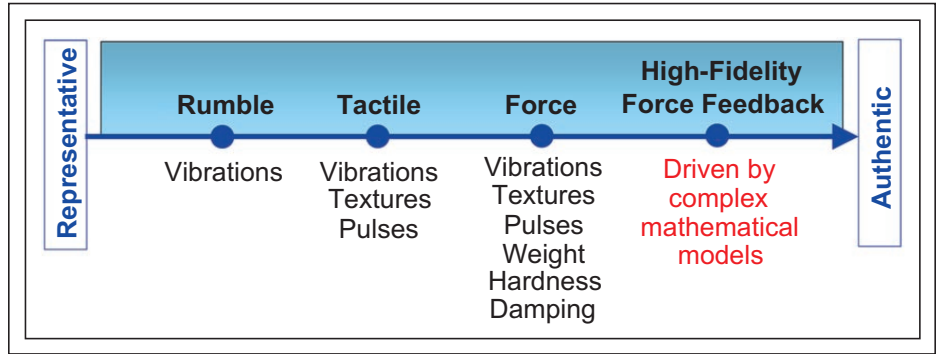 Representative
Rumble
Vibrations
Tactile
Vibrations
Textures
Pulses
Force
Vibrations
Textures
Pulses
Weight
Hardness
Damping
High-Fidelity
Force Feedback
Driven by
complex
mathematical
models
Authentic